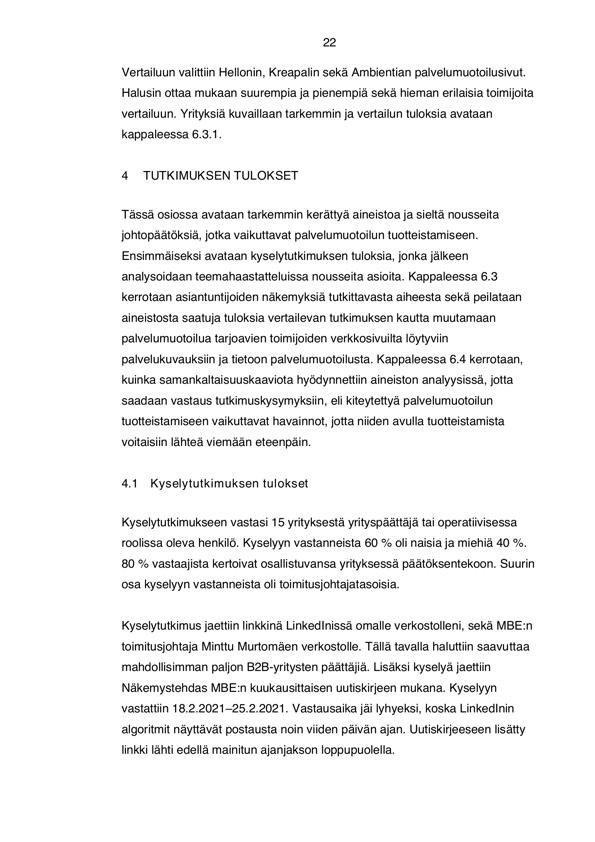 22
Vertailuun valittiin Hellonin, Kreapalin sekä Ambientian palvelumuotoilusivut.
Halusin ottaa mukaan suurempia ja pienempiä sekä hieman erilaisia toimijoita
vertailuun. Yrityksiä kuvaillaan tarkemmin ja vertailun tuloksia avataan
kappaleessa 6.3.1.
4 TUTKIMUKSEN TULOKSET
Tässä osiossa avataan tarkemmin kerättyä aineistoa ja sieltä nousseita
johtopäätöksiä, jotka vaikuttavat palvelumuotoilun tuotteistamiseen.
Ensimmäiseksi avataan kyselytutkimuksen tuloksia, jonka jälkeen
analysoidaan teemahaastatteluissa nousseita asioita. Kappaleessa 6.3
kerrotaan asiantuntijoiden näkemyksiä tutkittavasta aiheesta sekä peilataan
aineistosta saatuja tuloksia vertailevan tutkimuksen kautta muutamaan
palvelumuotoilua tarjoavien toimijoiden verkkosivuilta löytyviin
palvelukuvauksiin ja tietoon palvelumuotoilusta. Kappaleessa 6.4 kerrotaan,
kuinka samankaltaisuuskaaviota hyödynnettiin aineiston analyysissä, jotta
saadaan vastaus tutkimuskysymyksiin, eli kiteytettyä palvelumuotoilun
tuotteistamiseen vaikuttavat havainnot, jotta niiden avulla tuotteistamista
voitaisiin lähteä viemään eteenpäin.
4.1 Kyselytutkimuksen tulokset
Kyselytutkimukseen vastasi 15 yrityksestä yrityspäättäjä tai operatiivisessa
roolissa oleva henkilö. Kyselyyn vastanneista 60 % oli naisia ja miehiä 40 %.
80 % vastaajista kertoivat osallistuvansa yrityksessä päätöksentekoon. Suurin
osa kyselyyn vastanneista oli toimitusjohtajatasoisia.
Kyselytutkimus jaettiin linkkinä LinkedInissä omalle verkostolleni, sekä MBE:n
toimitusjohtaja Minttu Murtomäen verkostolle. Tällä tavalla haluttiin saavuttaa
mahdollisimman paljon B2B-yritysten päättäjiä. Lisäksi kyselyä jaettiin
Näkemystehdas MBE:n kuukausittaisen uutiskirjeen mukana. Kyselyyn
vastattiin 18.2.2021–25.2.2021. Vastausaika jäi lyhyeksi, koska LinkedInin
algoritmit näyttävät postausta noin viiden päivän ajan. Uutiskirjeeseen lisätty
linkki lähti edellä mainitun ajanjakson loppupuolella.